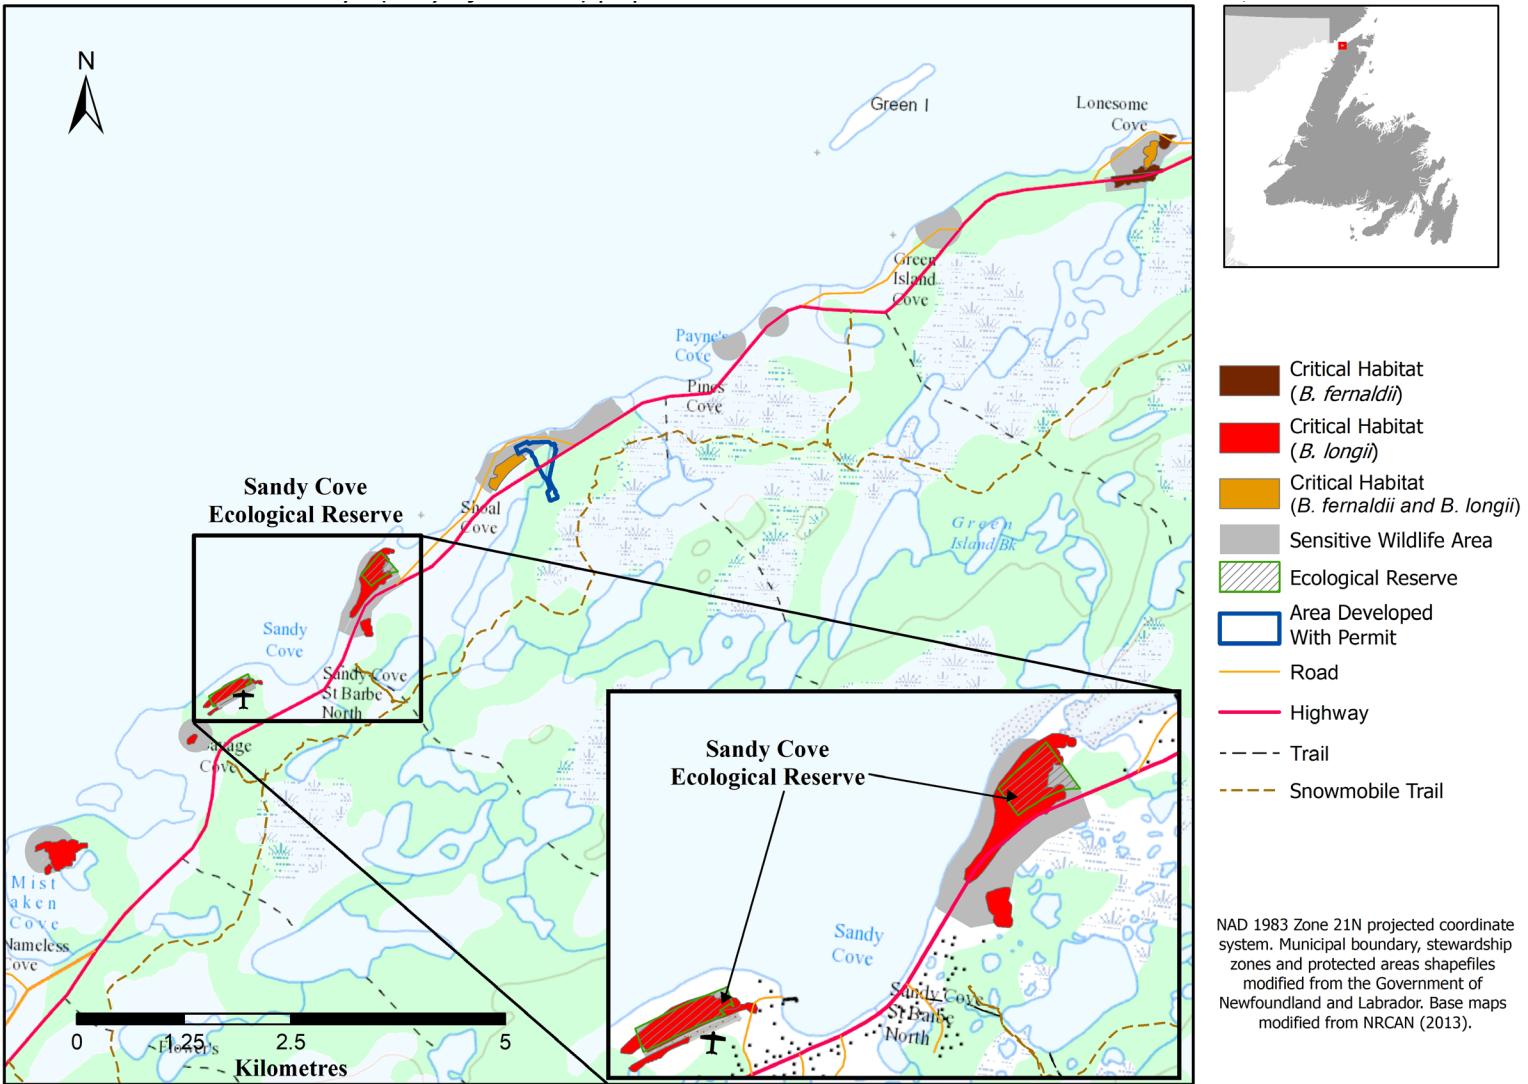 N
Green I
Lonesome
Cove
Green
Island
Cove
Payne's
Cove
Pines
Cove
Sandy Cove
Ecological Reserve
Shoal
Cove
Green
Island Bk
Sandy
Cove
Sandy Cove
St Barbe
North
Cove
Mist
aken
Cove
Nameless
Cove
Flower's
0
1.25
2.5
5
Kilometres
Sandy Cove
Ecological Reserve
Sandy
Cove
Sandy Cove
St Barbe
North
Critical Habitat
(B. fernaldii)
Critical Habitat
(B. longii)
Critical Habitat
(B. fernaldii and B. longii)
Sensitive Wildlife Area
Ecological Reserve
Area Developed
With Permit
Road
Highway
Trail
Snowmobile Trail
NAD 1983 Zone 21N projected coordinate
system. Municipal boundary, stewardship
zones and protected areas shapefiles
modified from the Government of
Newfoundland and Labrador. Base maps
modified from NRCAN (2013).